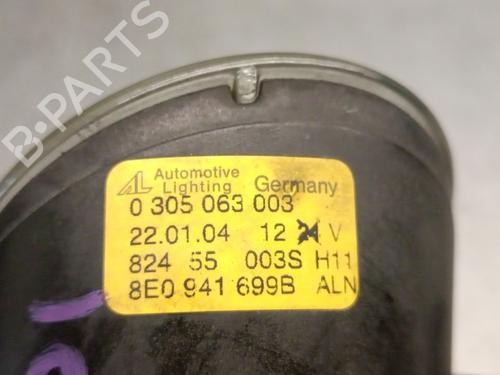 B-PARTS
AL Automotive Lighting Germany
0 305 063 003
22.01.04 12 24 V
824 55 003S H11
8E0 941 699B ALN